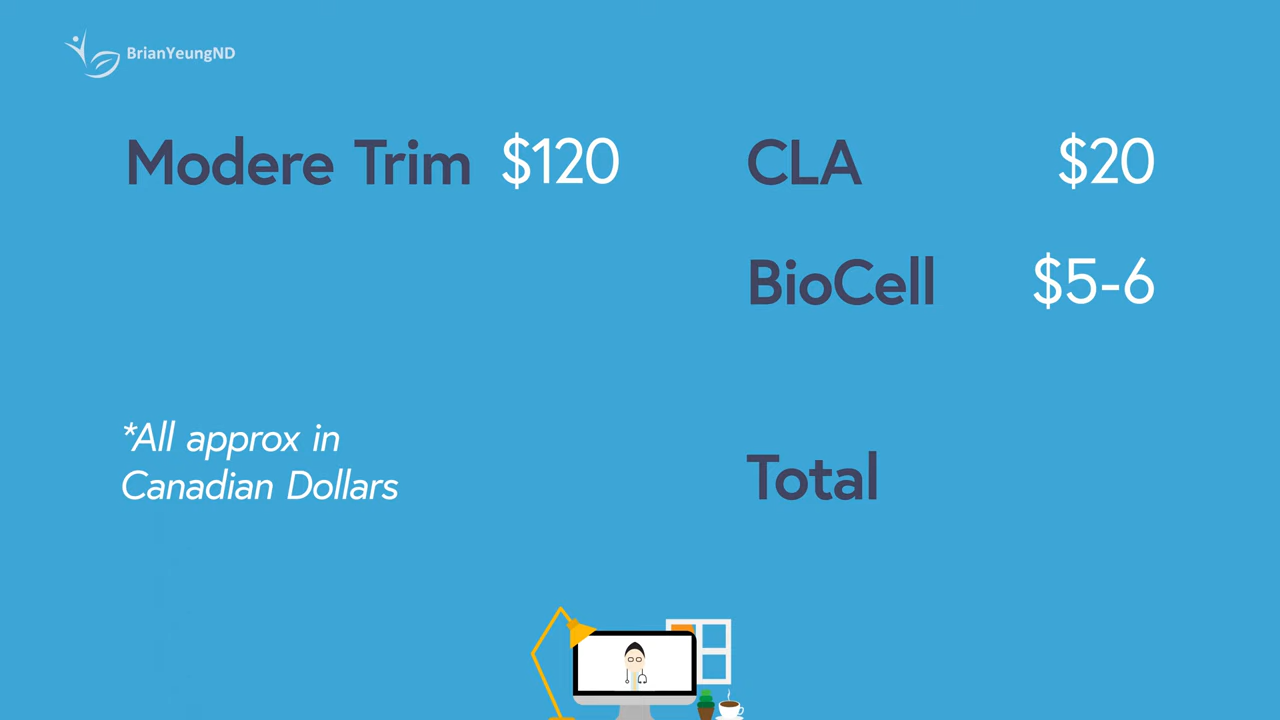 BrianYeungND
Modere Trim $120
CLA $20
BioCell $5-6
*All approx in
Canadian Dollars
Total